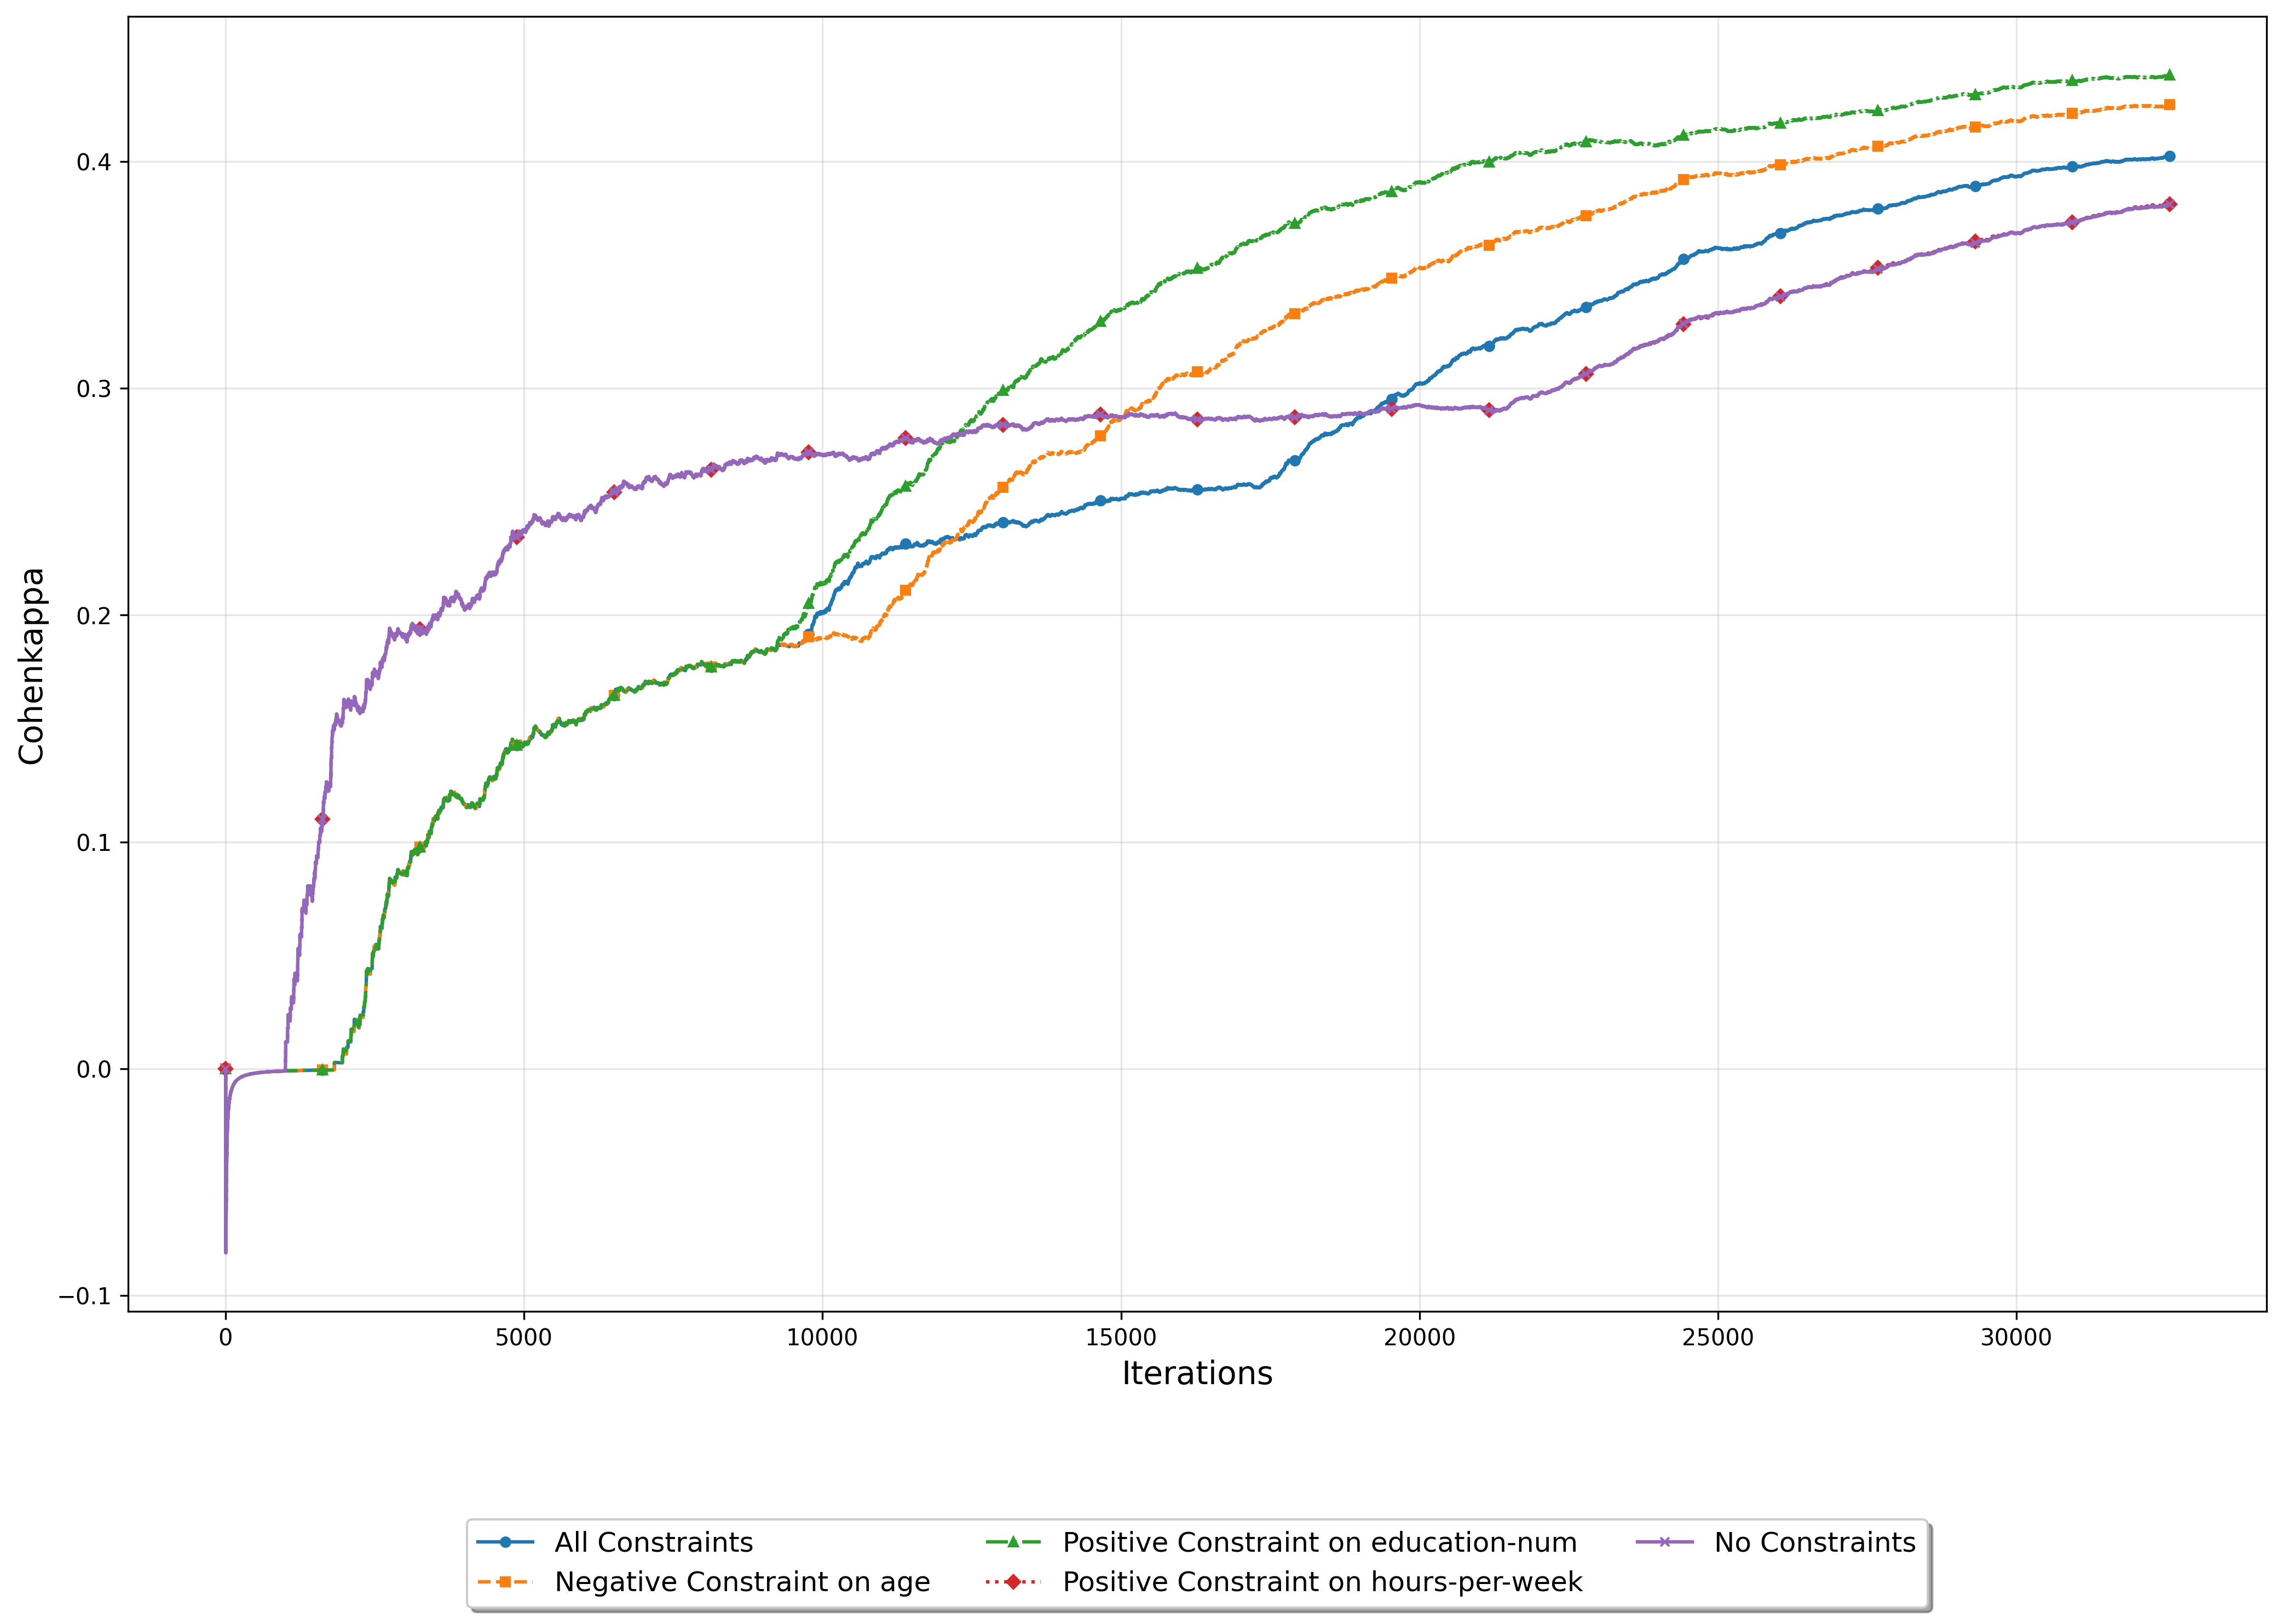 Cohenkappa
0.4
0.3
0.2
0.1
0.0
−0.1
0 5000 10000 15000 20000 25000 30000
Iterations
All Constraints Positive Constraint on education-num No Constraints
Negative Constraint on age Positive Constraint on hours-per-week